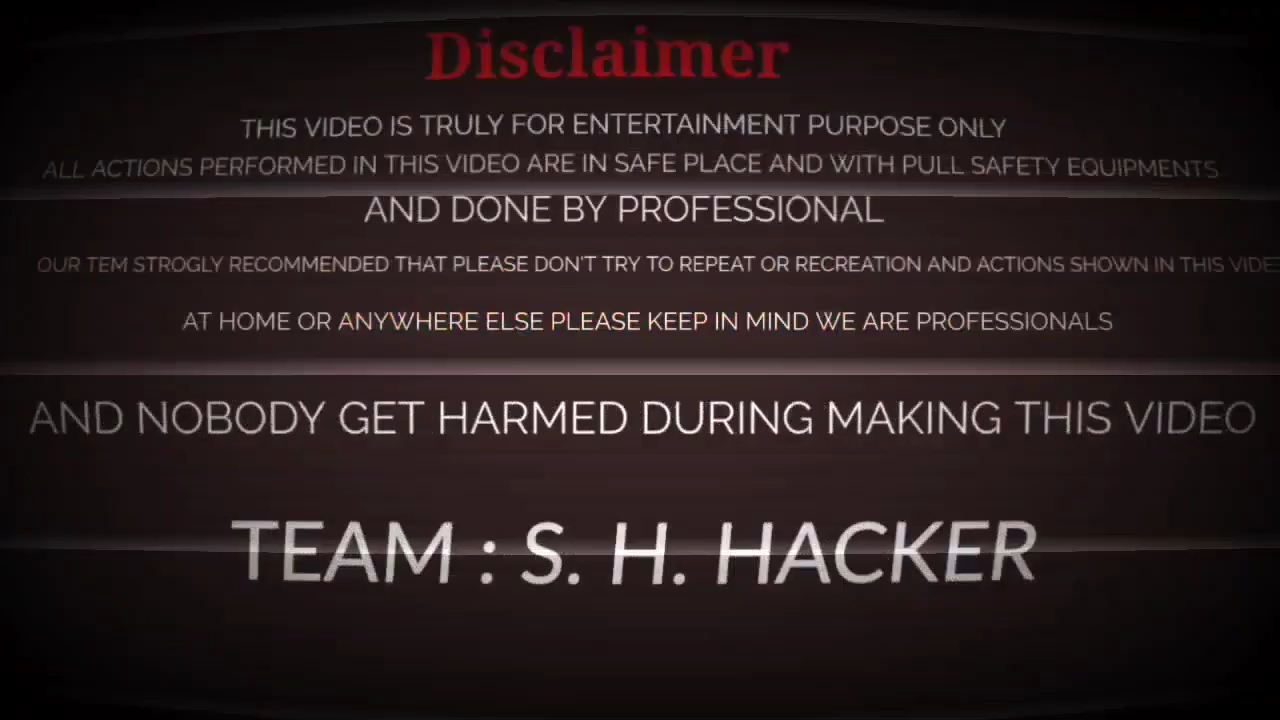 Disclaimer
THIS VIDEO IS TRULY FOR ENTERTAINMENT PURPOSE ONLY
ALL ACTIONS PERFORMED IN THIS VIDEO ARE IN SAFE PLACE AND WITH PULL SAFETY EQUIPMENTS
AND DONE BY PROFESSIONAL
OUR TEM STROGLY RECOMMENDED THAT PLEASE DON'T TRY TO REPEAT OR RECREATION AND ACTIONS SHOWN IN THIS VIDE
AT HOME OR ANYWHERE ELSE PLEASE KEEP IN MIND WE ARE PROFESSIONALS
AND NOBODY GET HARMED DURING MAKING THIS VIDEO
TEAM : S. H. HACKER